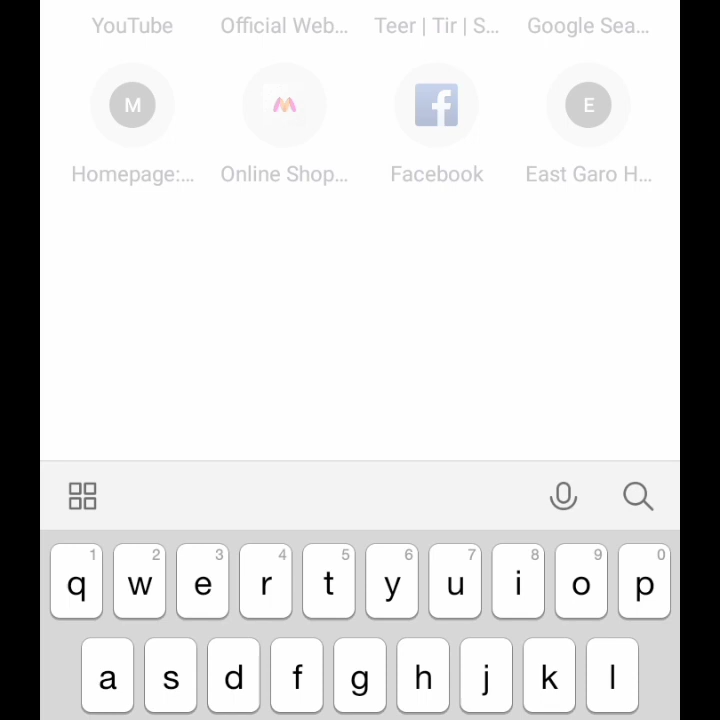 YouTube Official Web... Teer | Tir | S... Google Sea...
M E
Homepage:... Online Shop... Facebook East Garo H...
1 2 3 4 5 6 7 8 9 0
q w e r t y u i o p
a s d f g h j k l